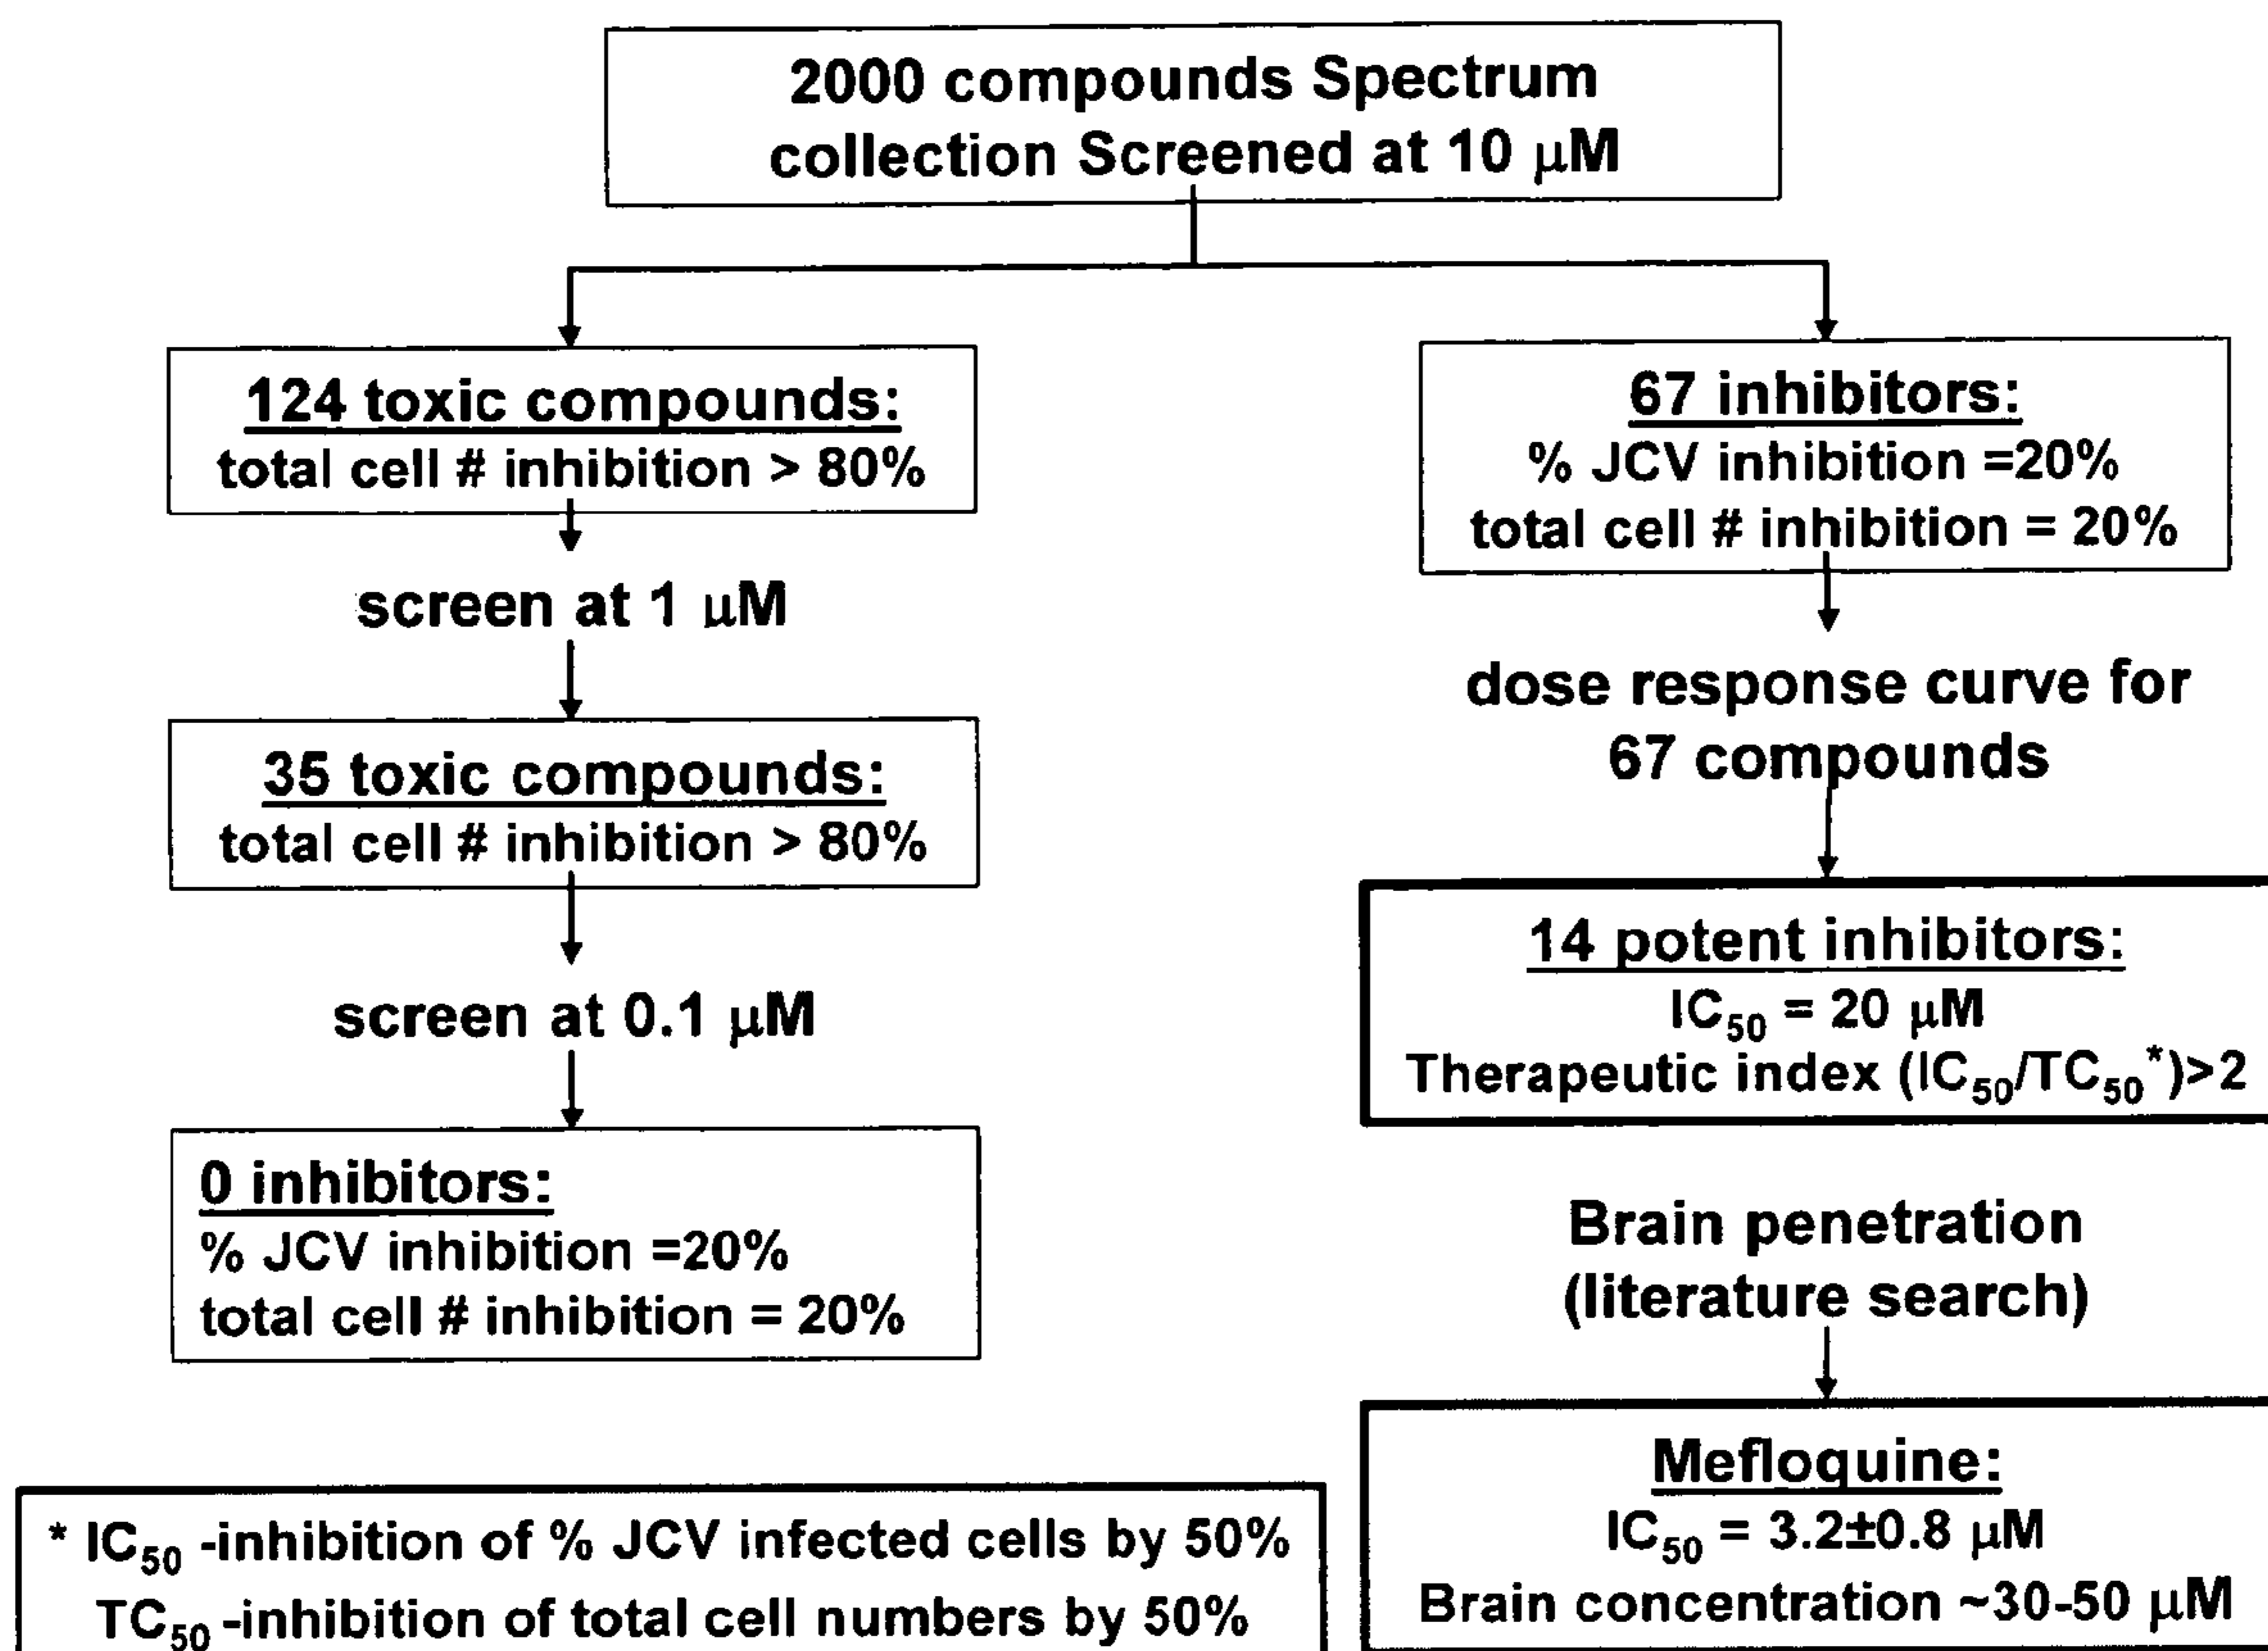 2000 compounds Spectrum
collection Screened at 10 μM
124 toxic compounds:
total cell # inhibition > 80%
screen at 1 μM
35 toxic compounds:
total cell # inhibition > 80%
screen at 0.1 μM
0 inhibitors:
% JCV inhibition =20%
total cell # inhibition = 20%
67 inhibitors:
% JCV inhibition =20%
total cell # inhibition = 20%
dose response curve for
67 compounds
14 potent inhibitors:
IC50 = 20 μM
Therapeutic index (IC50/TC50*)>2
Brain penetration
(literature search)
Mefloquine:
IC50 = 3.2±0.8 μM
Brain concentration ~30-50 μM
* IC50 -inhibition of % JCV infected cells by 50%
TC50 -inhibition of total cell numbers by 50%